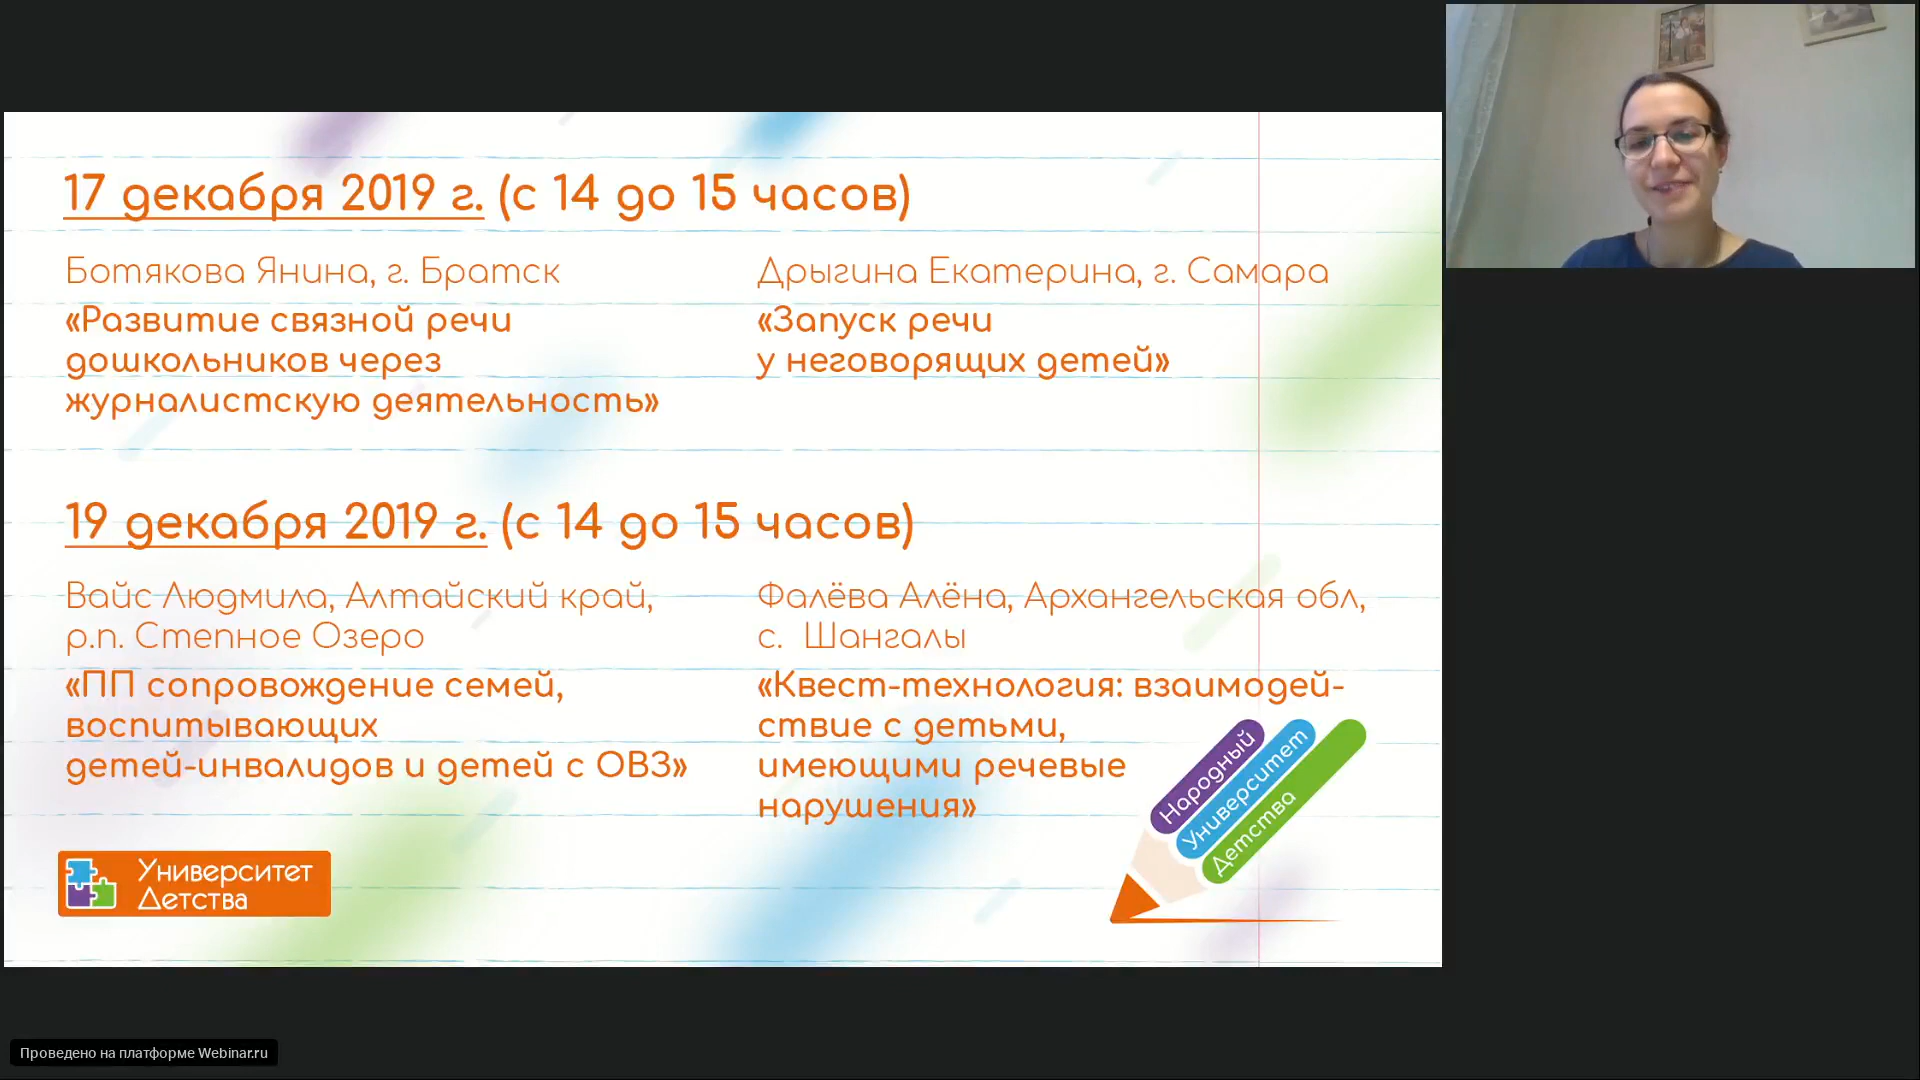 17 декабря 2019 г. (с 14 до 15 часов)
Ботякова Янина, г. Братск
«Развитие связной речи
дошкольников через
журналистскую деятельность»
Дрыгина Екатерина, г. Самара
«Запуск речи
у неговорящих детей»
19 декабря 2019 г. (с 14 до 15 часов)
Вайс Людмила, Алтайский край,
р.п. Степное Озеро
«ПП сопровождение семей,
воспитывающих
детей-инвалидов и детей с ОВЗ»
Фалёва Алёна, Архангельская обл,
с. Шангалы
«Квест-технология: взаимодей-
ствие с детьми,
имеющими речевые
нарушения»
Народный
Университет
Детства
Университет
Детства
Проведено на платформе Webinar.ru